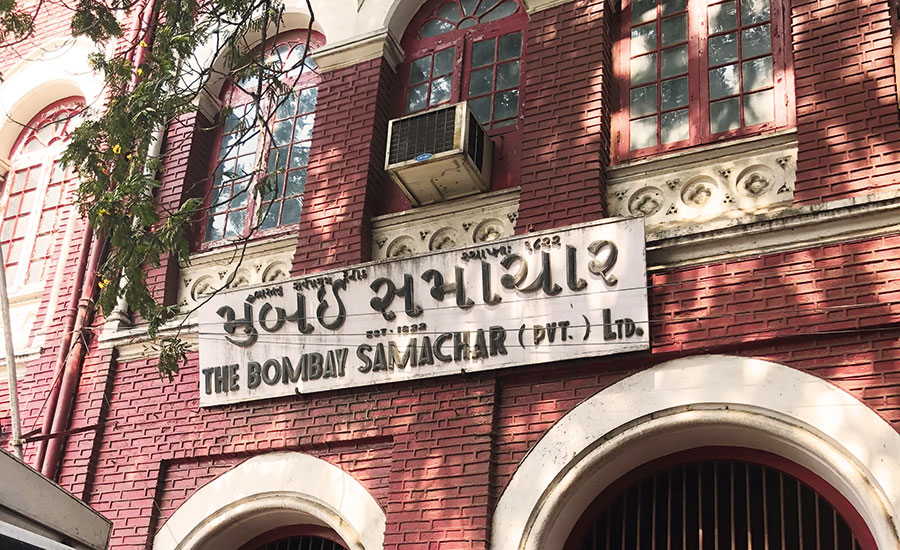 સ્થાપના: ૧૮૨૨
મુંબઈ સમાચાર
EST. 1822
THE BOMBAY SAMACHAR (PVT.) LTD.